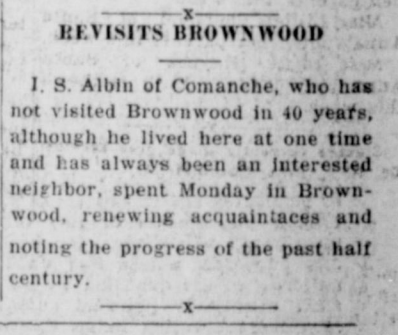 x
REVISITS BROWNWOOD
I. S. Albin of Comanche, who has
not visited Brownwood in 40 years,
although he lived here at one time
and has always been an interested
neighbor, spent Monday in Brown-
wood, renewing acquaintaces and
noting the progress of the past half
century.
x